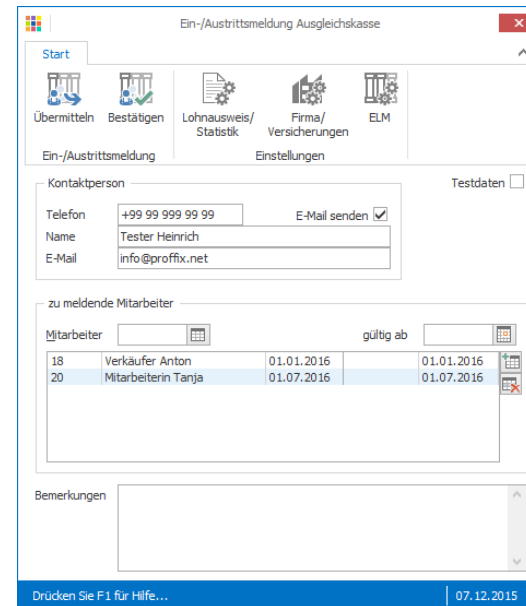 Ein-/Austrittsmeldung Ausgleichskasse
Start
Übermitteln Bestätigen Lohnausweis/ Statistik Firma/ Versicherungen ELM
Ein-/Austrittsmeldung Einstellungen
Kontaktperson Testdaten
Telefon +99 99 999 99 99 E-Mail senden
Name Tester Heinrich
E-Mail info@proffix.net
zu meldende Mitarbeiter
Mitarbeiter gültig ab
18 Verkäufer Anton 01.01.2016 01.01.2016
20 Mitarbeiterin Tanja 01.07.2016 01.07.2016
Bemerkungen
Drücken Sie F1 für Hilfe... 07.12.2015